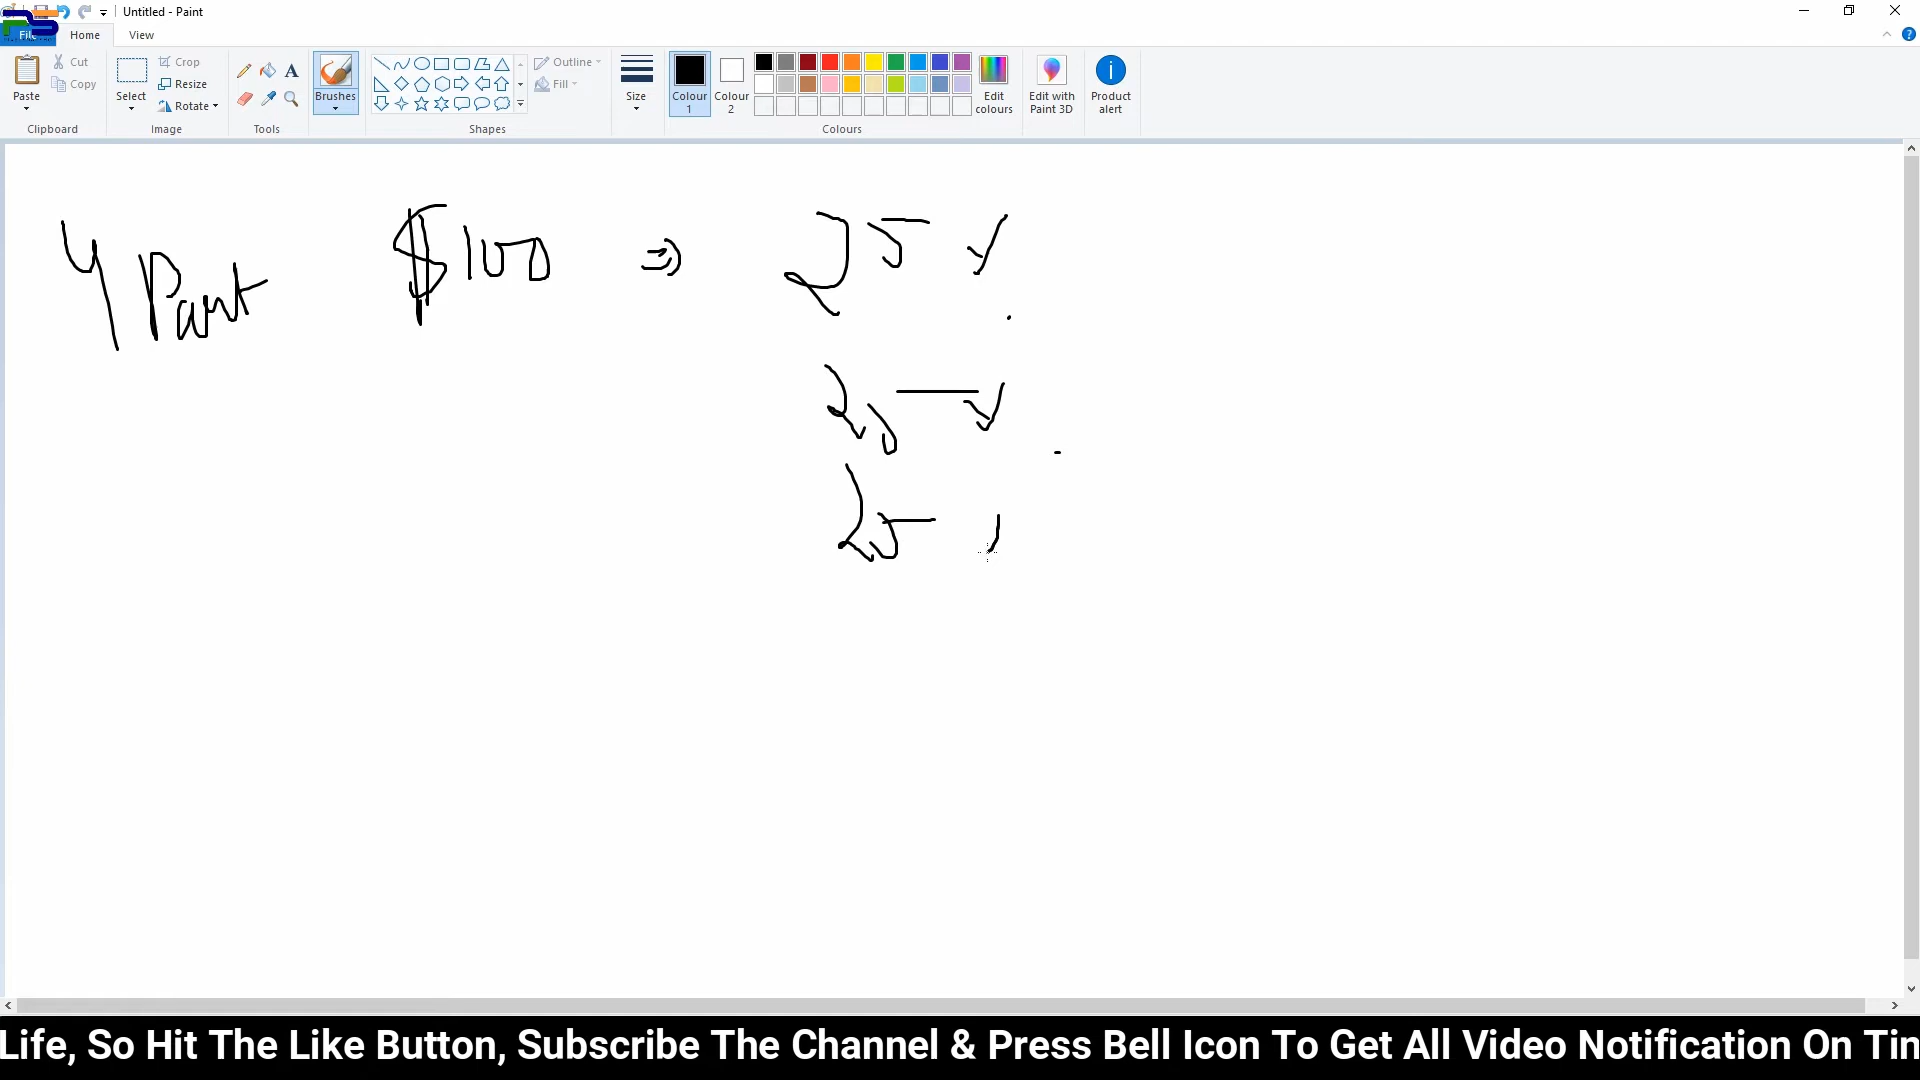 Untitled - Paint
File Home View
Paste
Cut
Copy
Clipboard
Select
Crop
Resize
Rotate
Image
A
Tools
Brushes
Shapes
Outline
Fill
Size
Colour 1
Colour 2
Colours
Edit colours
Edit with Paint 3D
Product alert
4 Part $100 ⇒ 25 ✓
25 ✓
25
Life, So Hit The Like Button, Subscribe The Channel & Press Bell Icon To Get All Video Notification On Tin